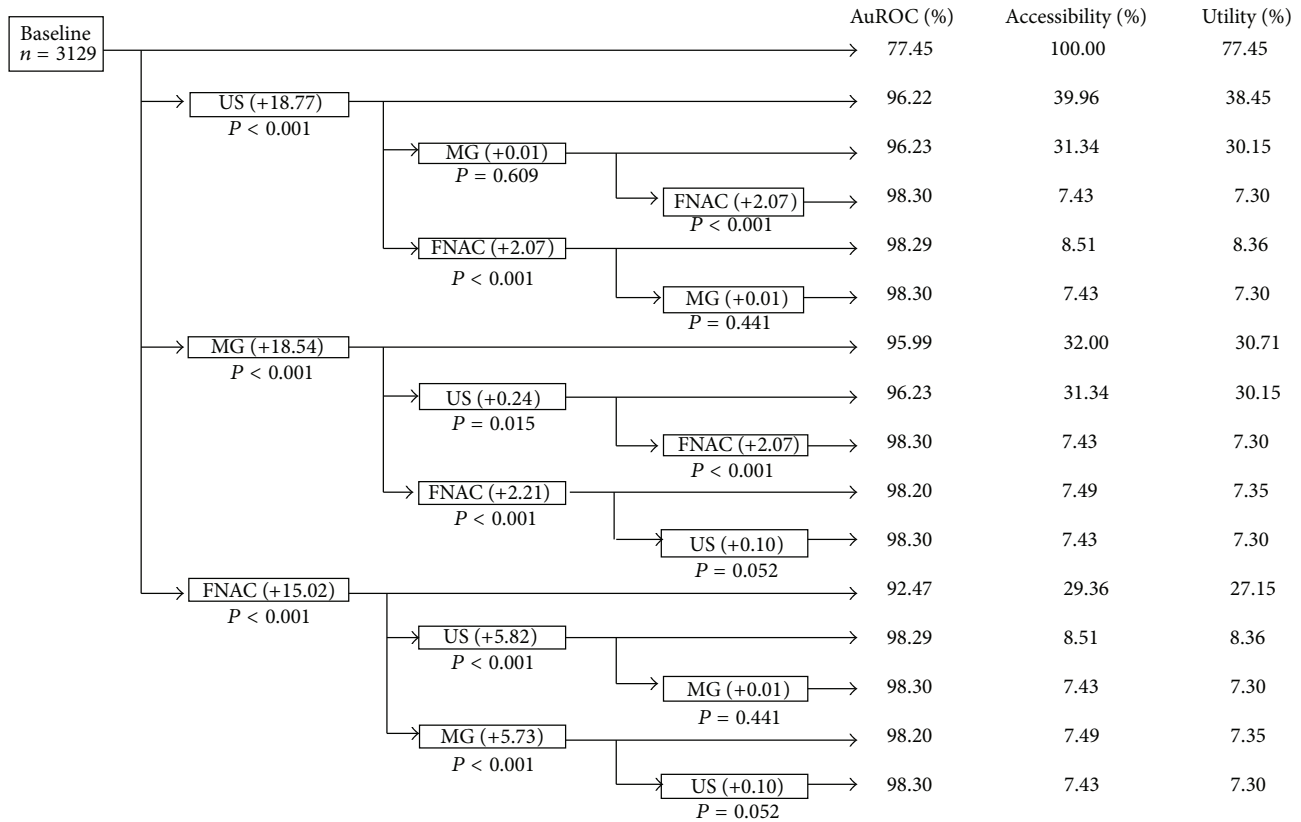 AuROC (%) Accessibility (%) Utility (%)
Baseline
n = 3129
77.45 100.00 77.45
US (+18.77) 96.22 39.96 38.45
P < 0.001
MG (+0.01) 96.23 31.34 30.15
P = 0.609
FNAC (+2.07) 98.30 7.43 7.30
P < 0.001
FNAC (+2.07) 98.29 8.51 8.36
P < 0.001
MG (+0.01) 98.30 7.43 7.30
P = 0.441
MG (+18.54) 95.99 32.00 30.71
P < 0.001
US (+0.24) 96.23 31.34 30.15
P = 0.015
FNAC (+2.07) 98.30 7.43 7.30
P < 0.001
FNAC (+2.21) 98.20 7.49 7.35
P < 0.001
US (+0.10) 98.30 7.43 7.30
P = 0.052
FNAC (+15.02) 92.47 29.36 27.15
P < 0.001
US (+5.82) 98.29 8.51 8.36
P < 0.001
MG (+0.01) 98.30 7.43 7.30
P = 0.441
MG (+5.73) 98.20 7.49 7.35
P < 0.001
US (+0.10) 98.30 7.43 7.30
P = 0.052